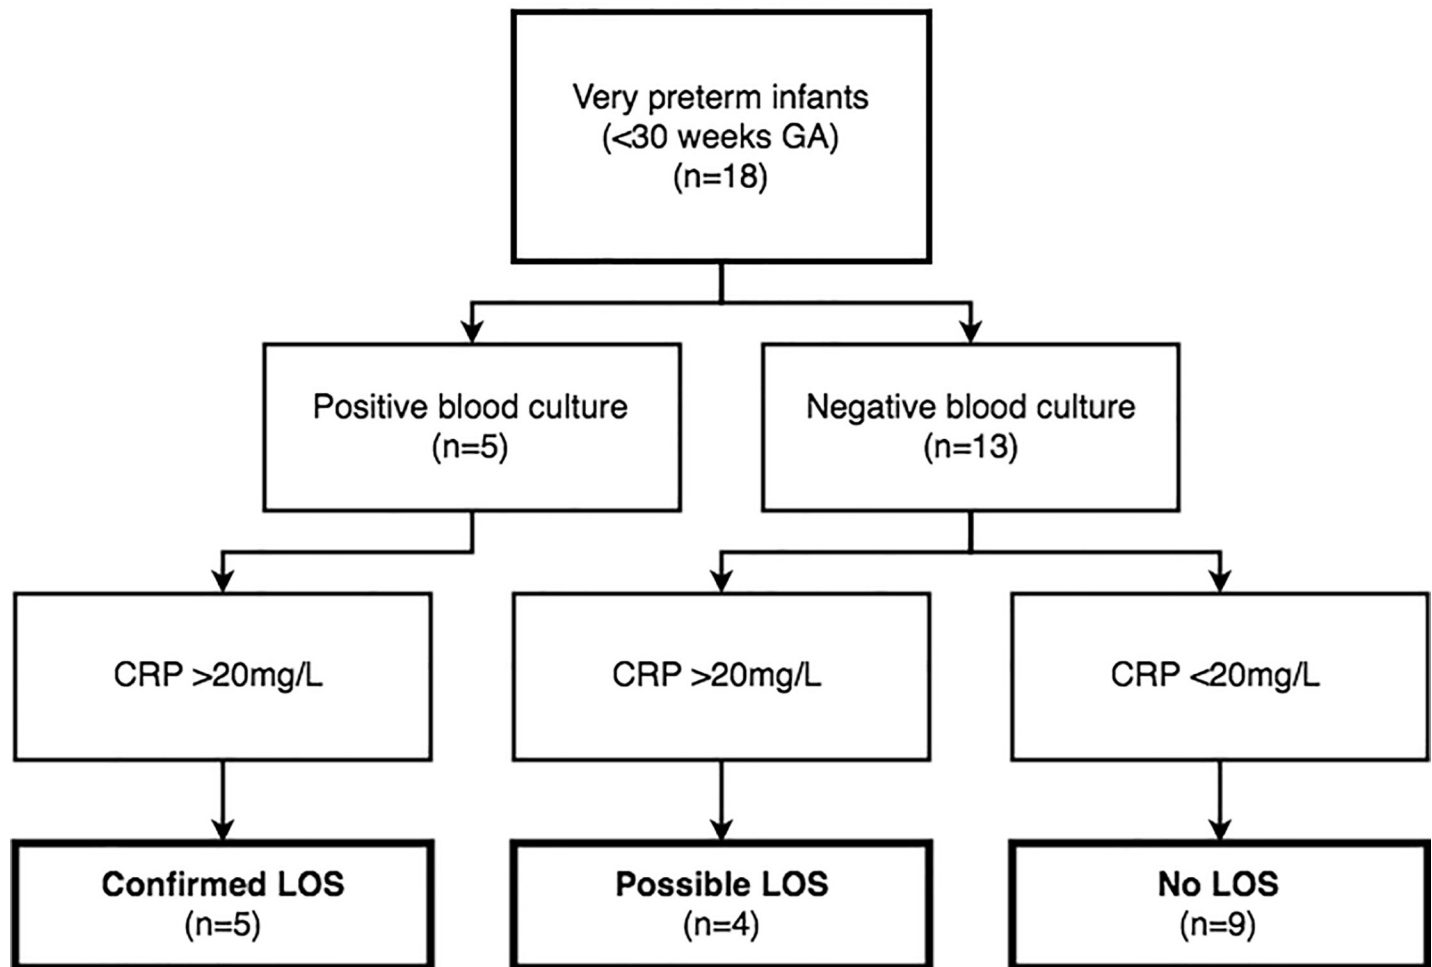 Very preterm infants
(<30 weeks GA)
(n=18)
Positive blood culture
(n=5)
Negative blood culture
(n=13)
CRP >20mg/L
CRP >20mg/L
CRP <20mg/L
Confirmed LOS
(n=5)
Possible LOS
(n=4)
No LOS
(n=9)